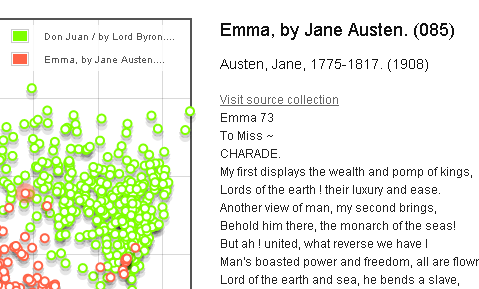 Don Juan / by Lord Byron....
Emma, by Jane Austen....
Emma, by Jane Austen. (085)
Austen, Jane, 1775-1817. (1908)
Visit source collection
Emma 73
To Miss ~
CHARADE.
My first displays the wealth and pomp of kings,
Lords of the earth ! their luxury and ease.
Another view of man, my second brings,
Behold him there, the monarch of the seas!
But ah ! united, what reverse we have I
Man's boasted power and freedom, all are flown
Lord of the earth and sea, he bends a slave,